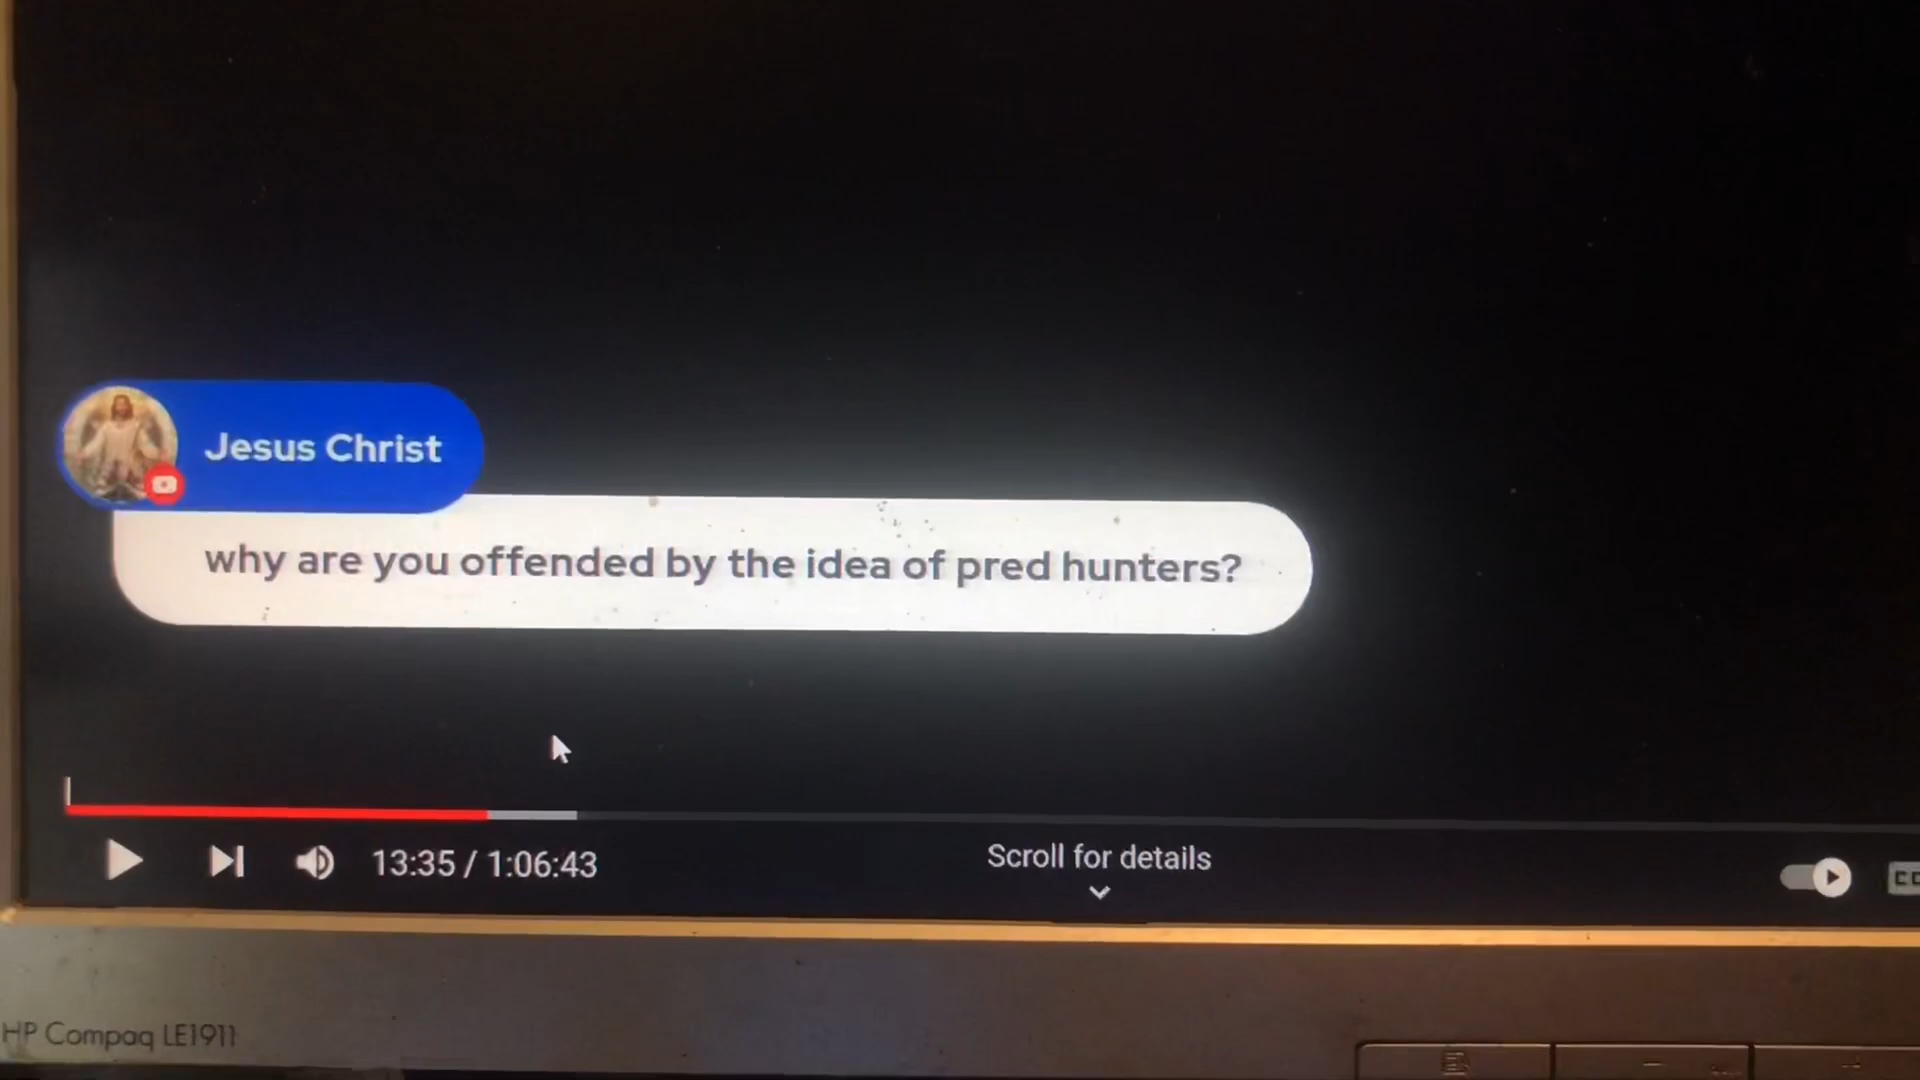 Jesus Christ
why are you offended by the idea of pred hunters?
13:35 / 1:06:43
Scroll for details
CC
HP Compaq LE1911